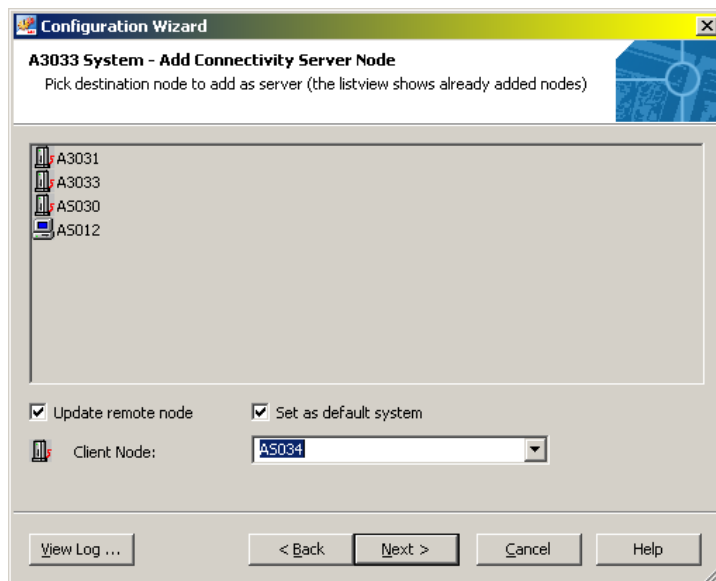 Configuration Wizard
A3033 System - Add Connectivity Server Node
Pick destination node to add as server (the listview shows already added nodes)
A3031
A3033
AS030
AS012
Update remote node
Set as default system
Client Node:
AS034
View Log ...
< Back
Next >
Cancel
Help